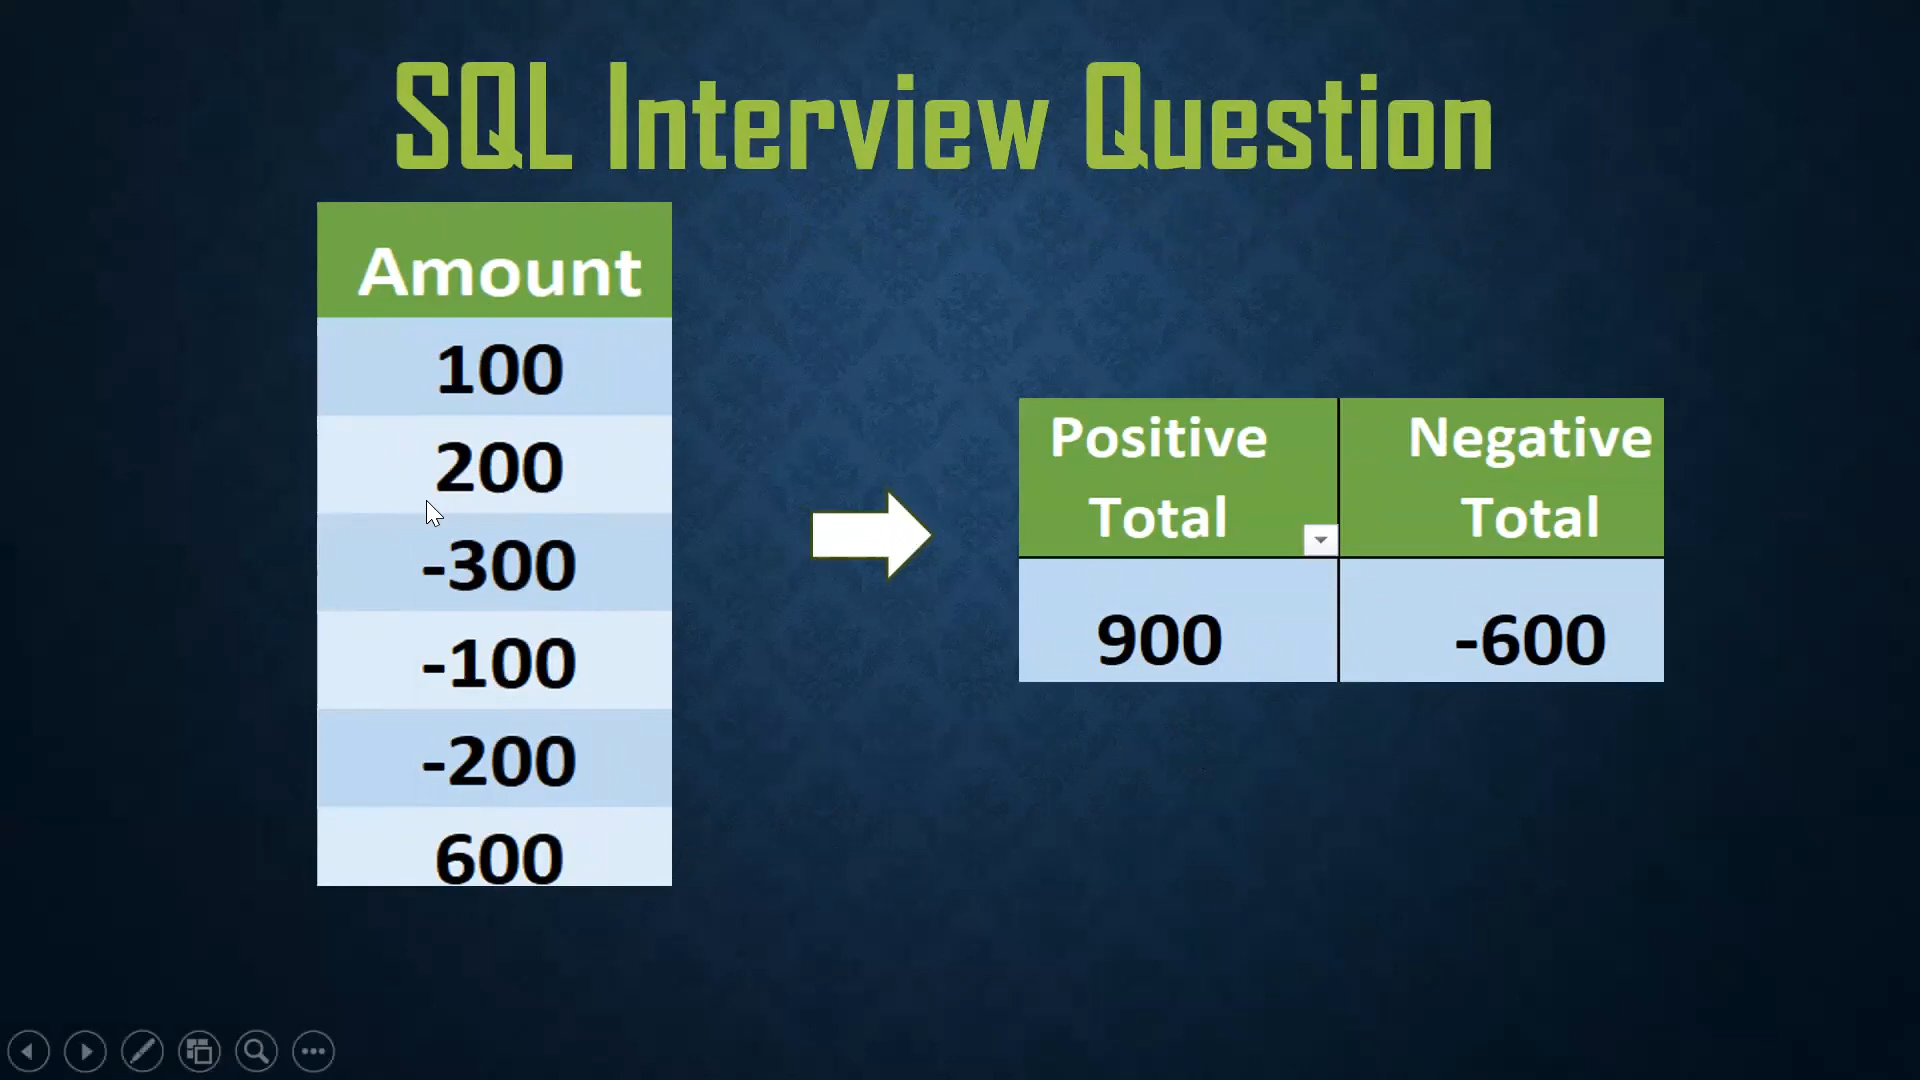 SQL Interview Question
Amount
100
200
-300
-100
-200
600
Positive
Total
Negative
Total
900
-600